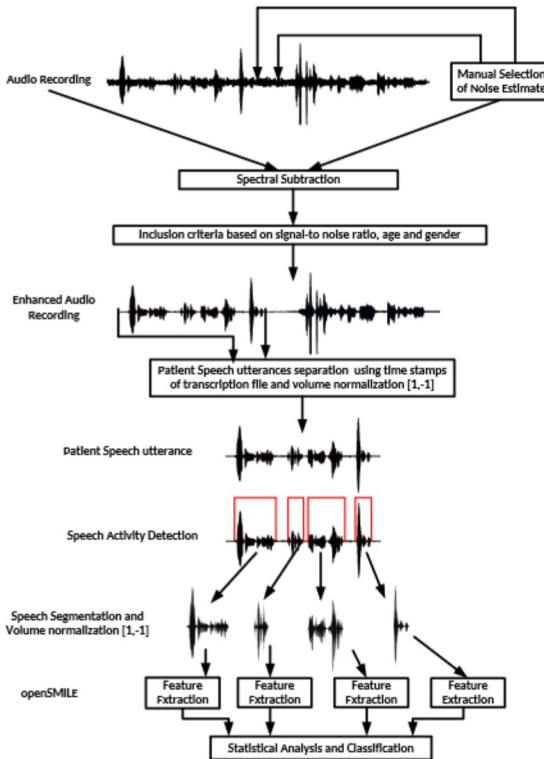 Audio Recording
Manual Selection
of Noise Estimate
Spectral Subtraction
Inclusion criteria based on signal-to noise ratio, age and gender
Enhanced Audio
Recording
Patient Speech utterances separation using time stamps
of transcription file and volume normalization [1,-1]
Patient Speech utterance
Speech Activity Detection
Speech Segmentation and
Volume normalization [1,-1]
openSMILE
Feature
Extraction
Feature
Extraction
Feature
Extraction
Feature
Extraction
Statistical Analysis and Classification